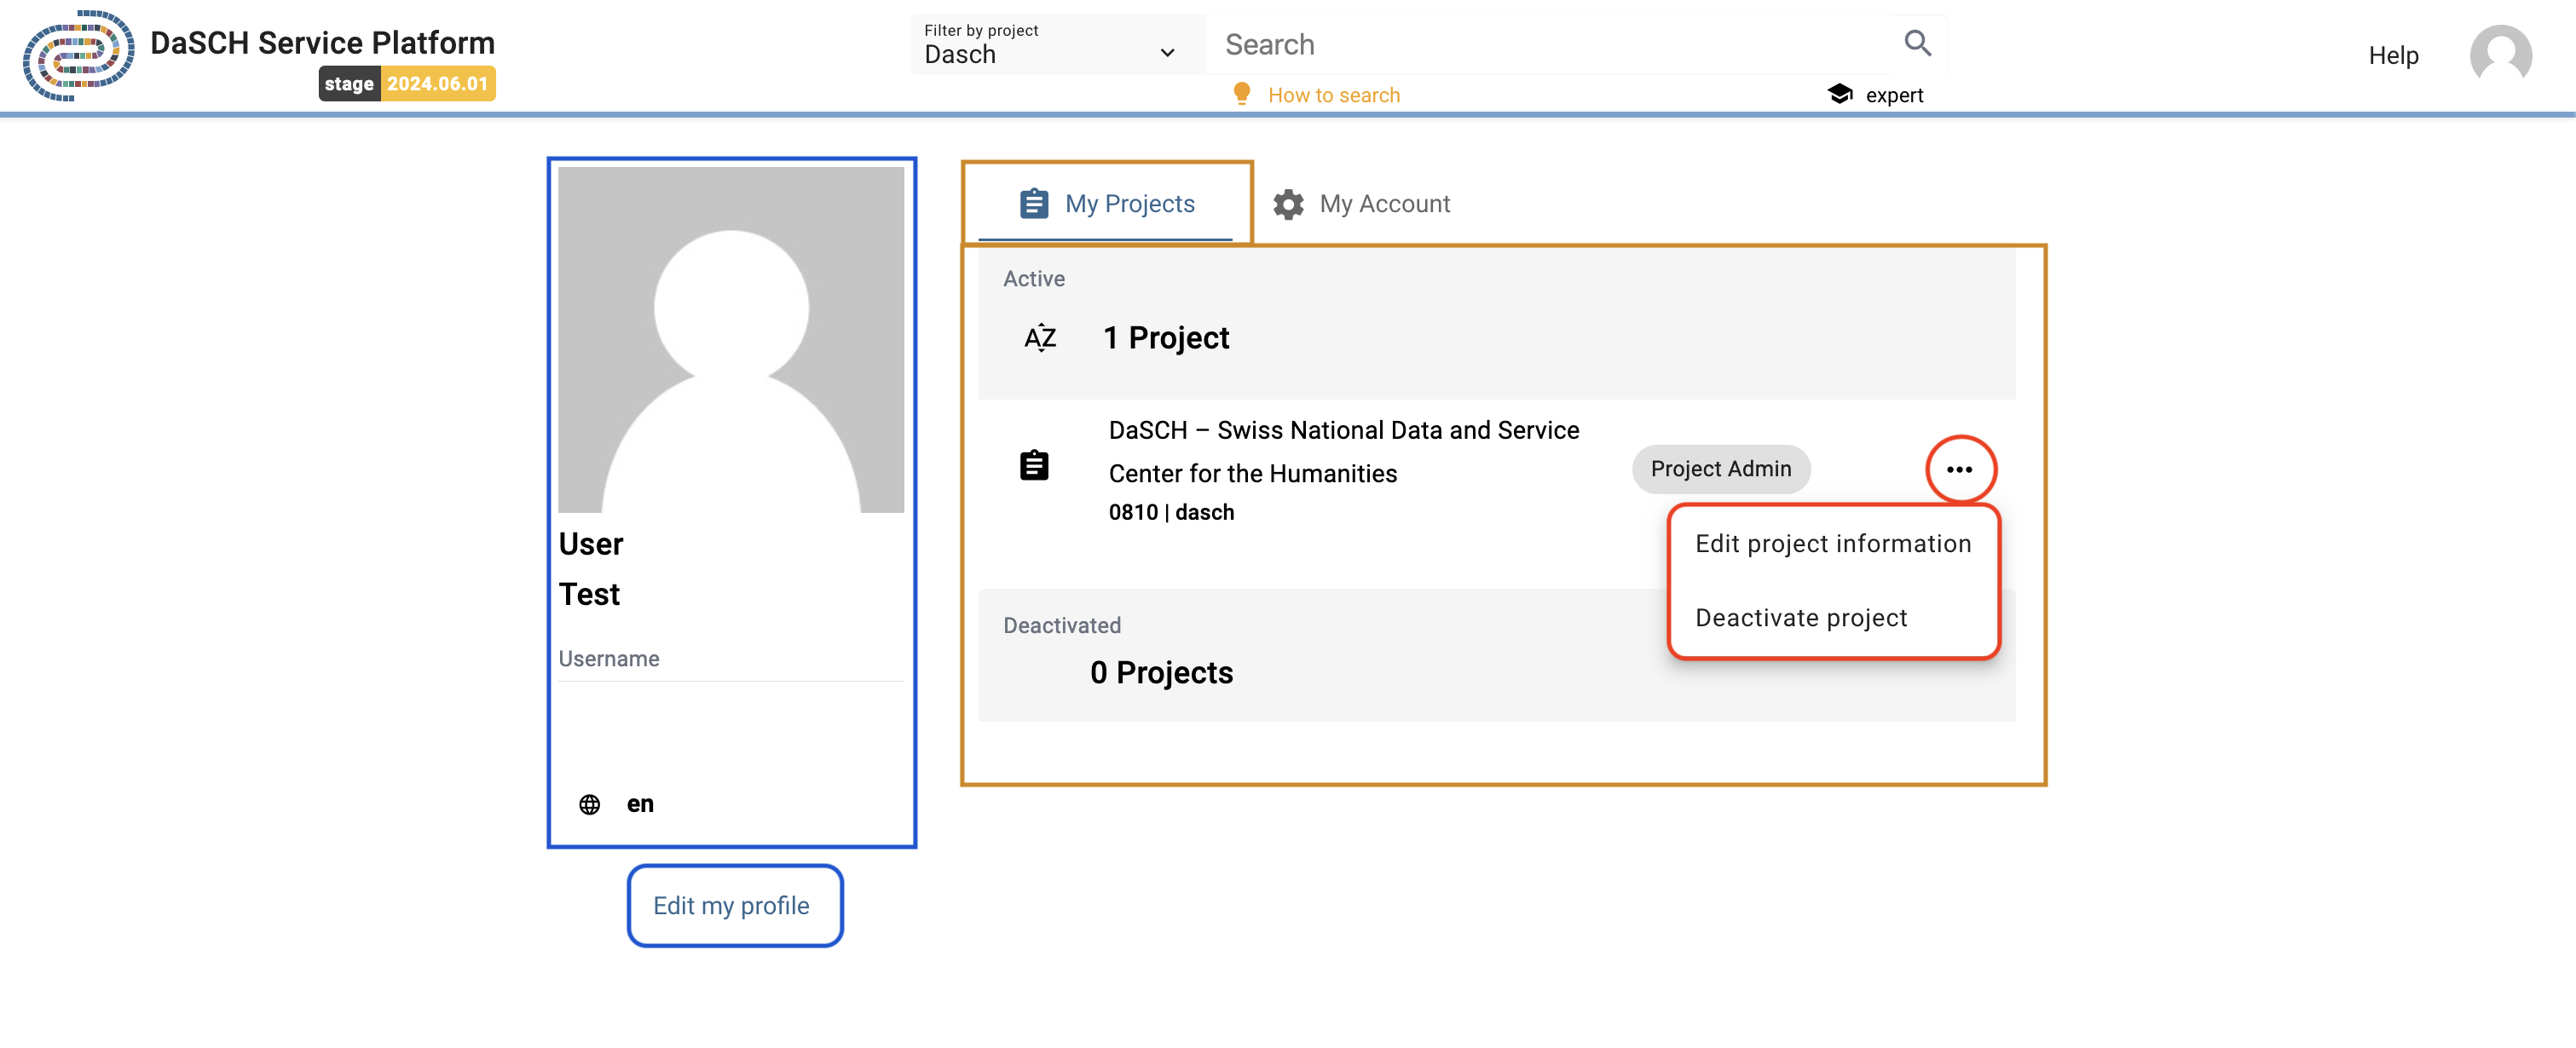 DaSCH Service Platform
stage 2024.06.01
Filter by project
Dasch
Search
How to search
expert
Help
User
Test
Username
en
Edit my profile
My Projects
My Account
Active
AZ
1 Project
DaSCH – Swiss National Data and Service
Center for the Humanities
0810 | dasch
Project Admin
Edit project information
Deactivate project
Deactivated
0 Projects